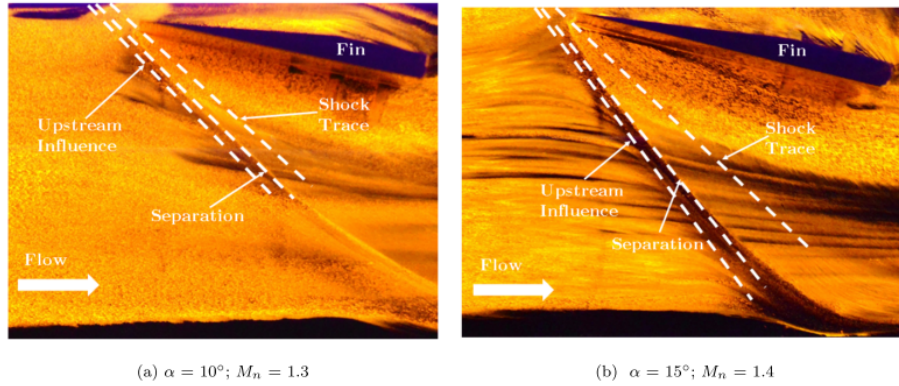 Fin
Shock
Trace
Upstream
Influence
Separation
Flow
(a) α = 10°; Mₙ = 1.3
Fin
Shock
Trace
Upstream
Influence
Separation
Flow
(b) α = 15°; Mₙ = 1.4